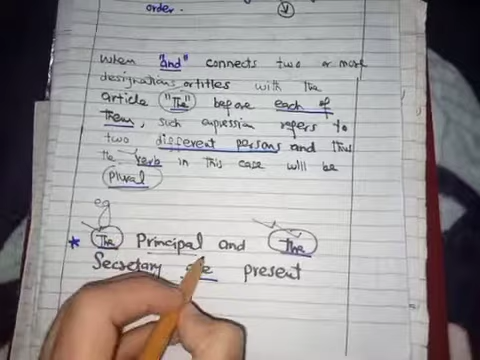 order.
When "and" connects two or more
designations or titles with the
article "The" before each of
them, such expression refers to
two different persons and thus
the verb in this case will be
plural
eg
The Principal and The
Secretary are present